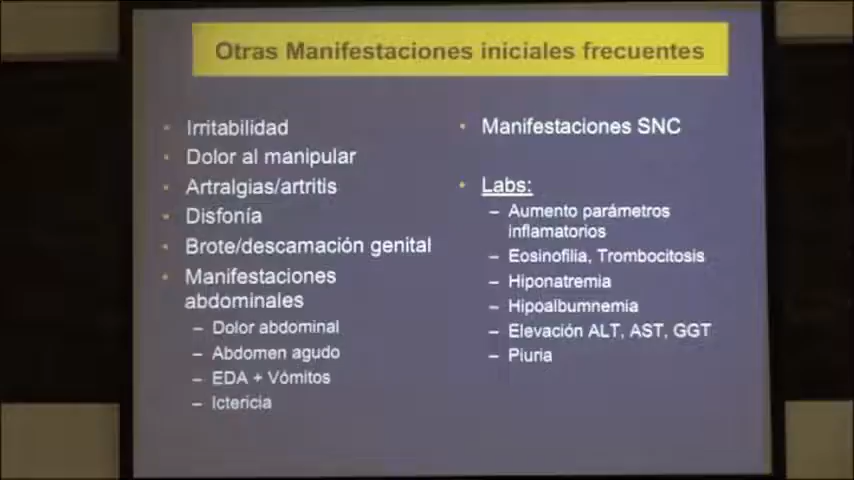 Otras Manifestaciones iniciales frecuentes
• Irritabilidad
• Dolor al manipular
• Artralgias/artritis
• Disfonía
• Brote/descamación genital
• Manifestaciones
abdominales
– Dolor abdominal
– Abdomen agudo
– EDA + Vómitos
– Ictericia
• Manifestaciones SNC
• Labs:
– Aumento parámetros
inflamatorios
– Eosinofilia, Trombocitosis
– Hiponatremia
– Hipoalbumnemia
– Elevación ALT, AST, GGT
– Piuria